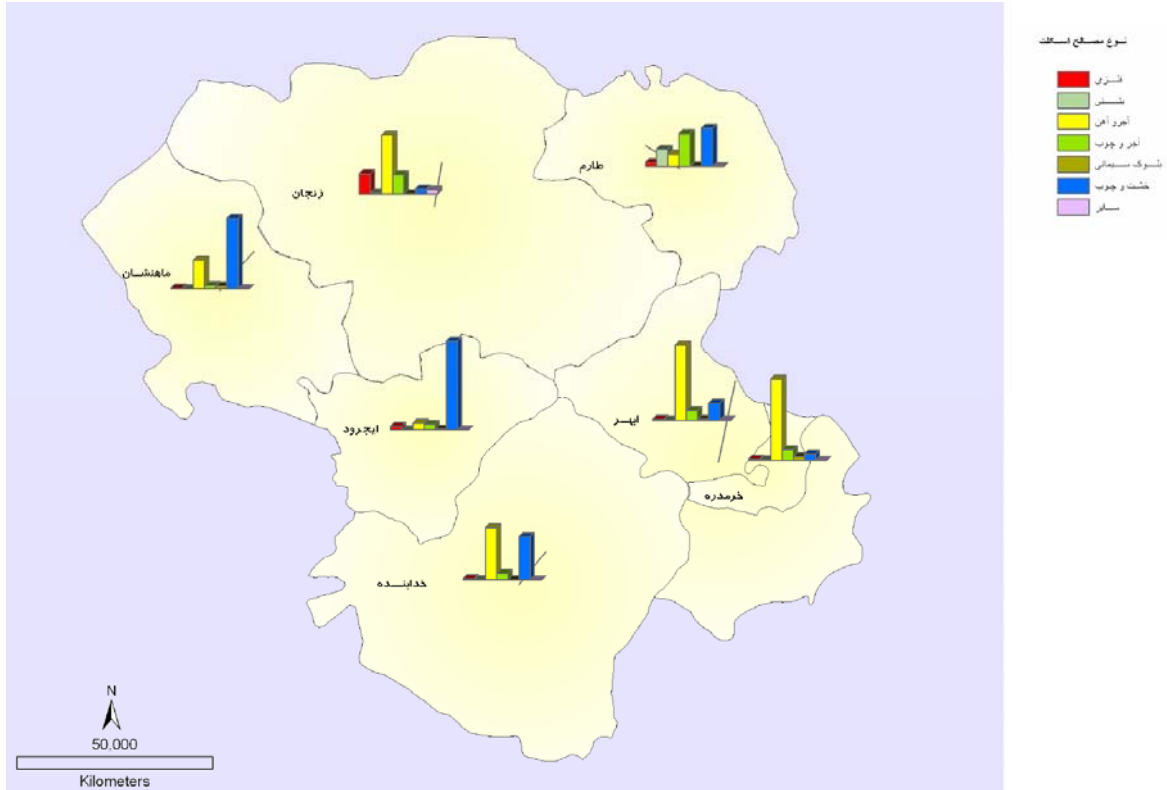 نوع مصالح اسکلت
فلزی
بتنی
آجر و آهن
آجر و چوب
بلوک سیمانی
خشت و چوب
سایر
طارم
زنجان
ماهنشان
ایجرود
ابهر
خرمدره
خدابنده
N
50,000
Kilometers